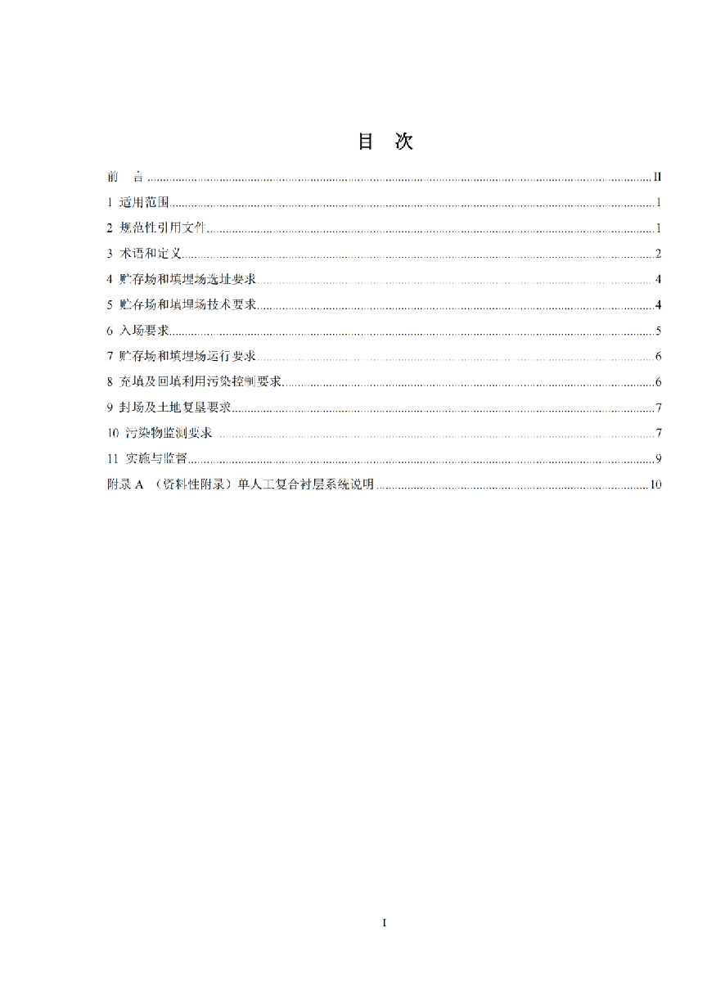 目 次
前 言 II
1 适用范围 1
2 规范性引用文件 1
3 术语和定义 2
4 贮存场和填埋场选址要求 4
5 贮存场和填埋场技术要求 4
6 入场要求 5
7 贮存场和填埋场运行要求 6
8 充填及回填利用污染控制要求 6
9 封场及土地复垦要求 7
10 污染物监测要求 7
11 实施与监督 9
附录 A （资料性附录）单人工复合衬层系统说明 10
I